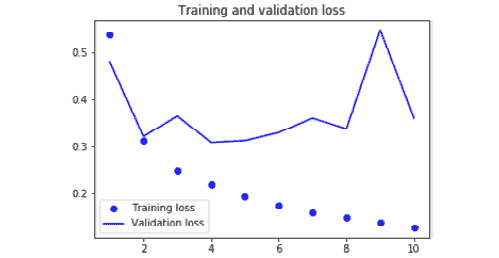 Training and validation loss
0.5
0.4
0.3
0.2
Training loss
Validation loss
2 4 6 8 10